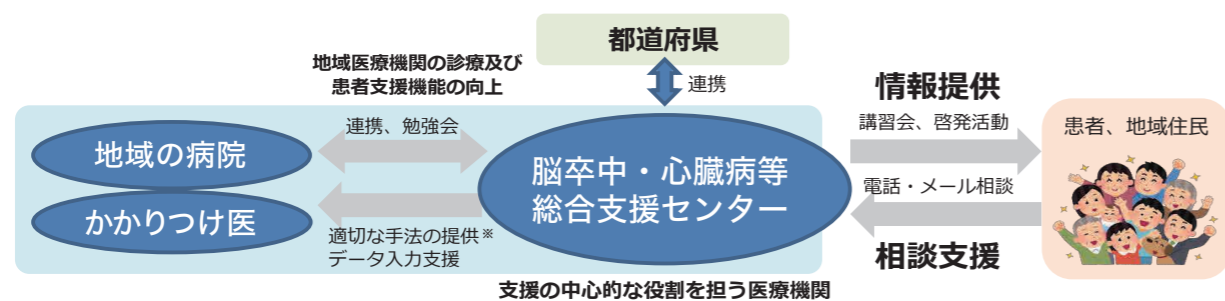 都道府県
連携
地域医療機関の診療及び
患者支援機能の向上
連携、勉強会
地域の病院
かかりつけ医
適切な手法の提供※
データ入力支援
脳卒中・心臓病等
総合支援センター
支援の中心的な役割を担う医療機関
情報提供
講習会、啓発活動
電話・メール相談
相談支援
患者、地域住民